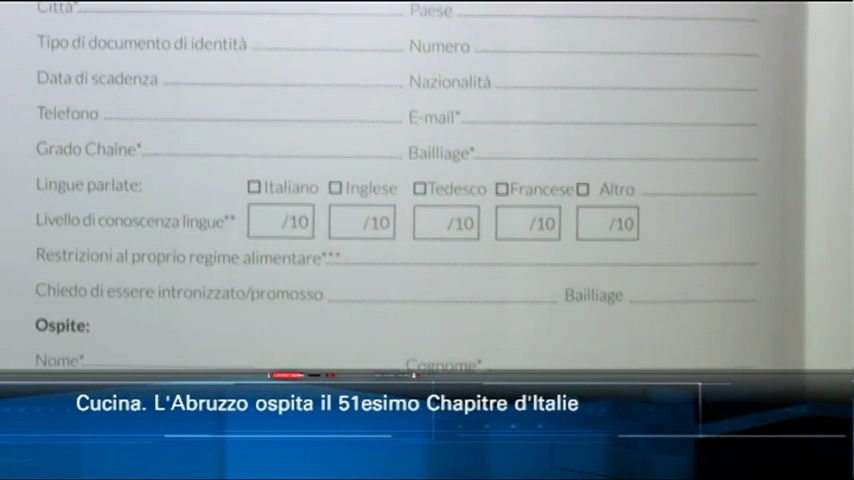 Città* Paese
Tipo di documento di identità Numero
Data di scadenza Nazionalità
Telefono E-mail*
Grado Chaîne* Bailliage*
Lingue parlate: Italiano Inglese Tedesco Francese Altro
Livello di conoscenza lingue** /10 /10 /10 /10 /10
Restrizioni al proprio regime alimentare***
Chiedo di essere intronizzato/promosso Bailliage
Ospite:
Nome* Cognome*
Cucina. L'Abruzzo ospita il 51esimo Chapitre d'Italie